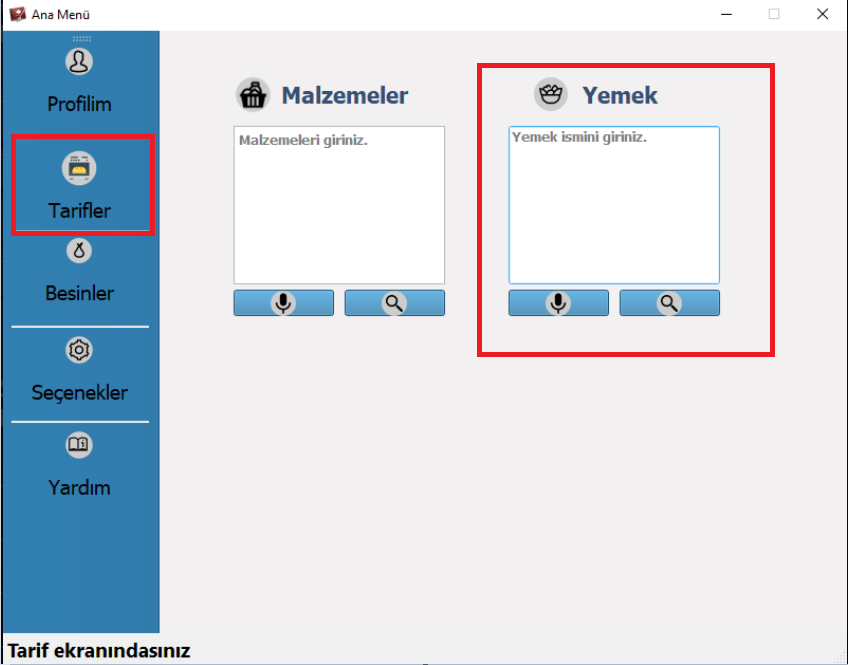 Ana Menü
Profilim
Tarifler
Besinler
Seçenekler
Yardım
Malzemeler
Malzemeleri giriniz.
Yemek
Yemek ismini giriniz.
Tarif ekranındasınız